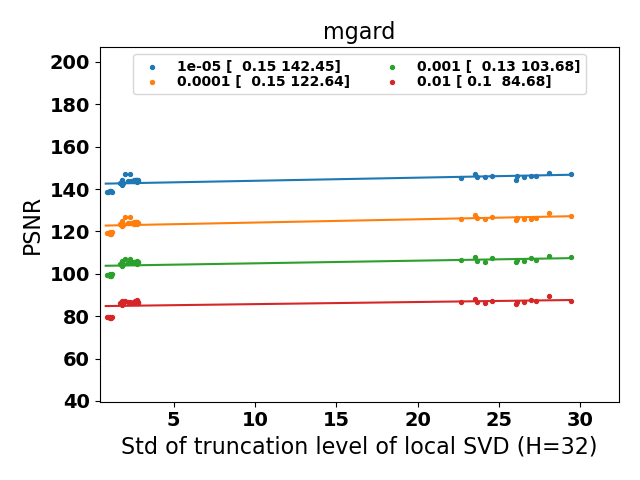 mgard
1e-05 [  0.15 142.45]
0.0001 [  0.15 122.64]
0.001 [  0.13 103.68]
0.01 [ 0.1  84.68]
200
180
160
140
120
100
80
60
40
PSNR
5 10 15 20 25 30
Std of truncation level of local SVD (H=32)